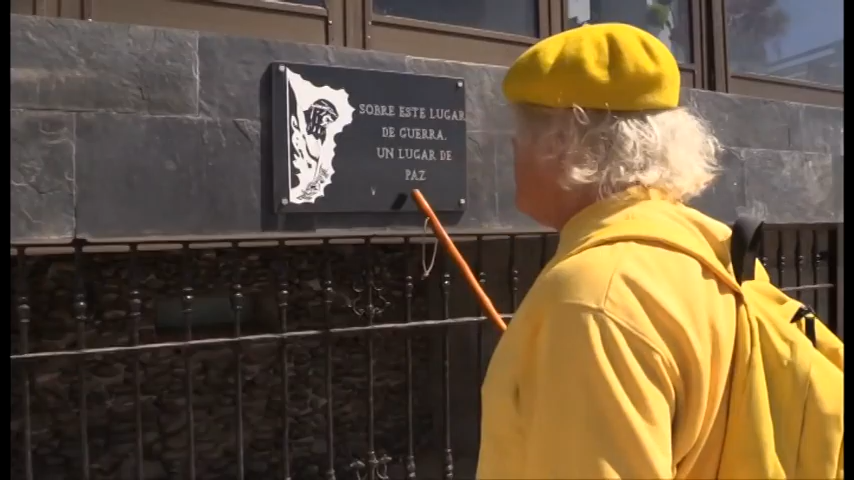 SOBRE ESTE LUGAR
DE GUERRA.
UN LUGAR DE
PAZ